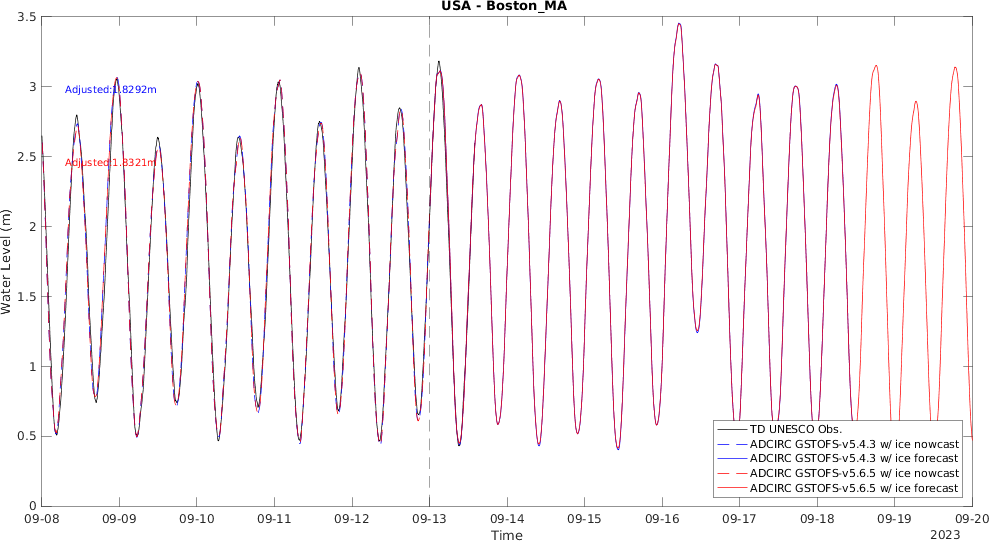 USA - Boston_MA
3.5
3
2.5
2
1.5
1
0.5
0
Water Level (m)
Adjusted:1.8292m
Adjusted:1.8321m
TD UNESCO Obs.
ADCIRC GSTOFS-v5.4.3 w/ ice nowcast
ADCIRC GSTOFS-v5.4.3 w/ ice forecast
ADCIRC GSTOFS-v5.6.5 w/ ice nowcast
ADCIRC GSTOFS-v5.6.5 w/ ice forecast
09-08 09-09 09-10 09-11 09-12 09-13 09-14 09-15 09-16 09-17 09-18 09-19 09-20
Time
2023